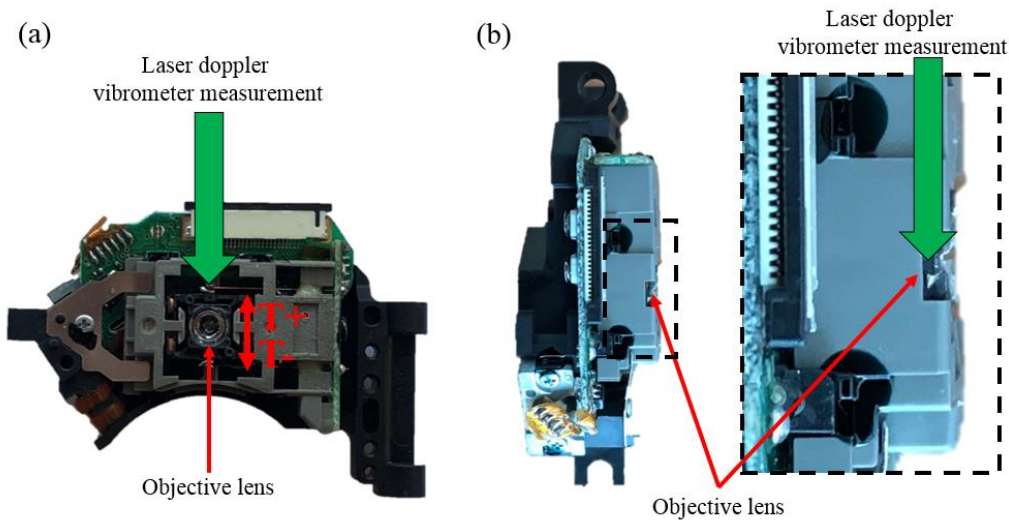 (a)
Laser doppler
vibrometer measurement
T+
T-
Objective lens
(b)
Laser doppler
vibrometer measurement
Objective lens